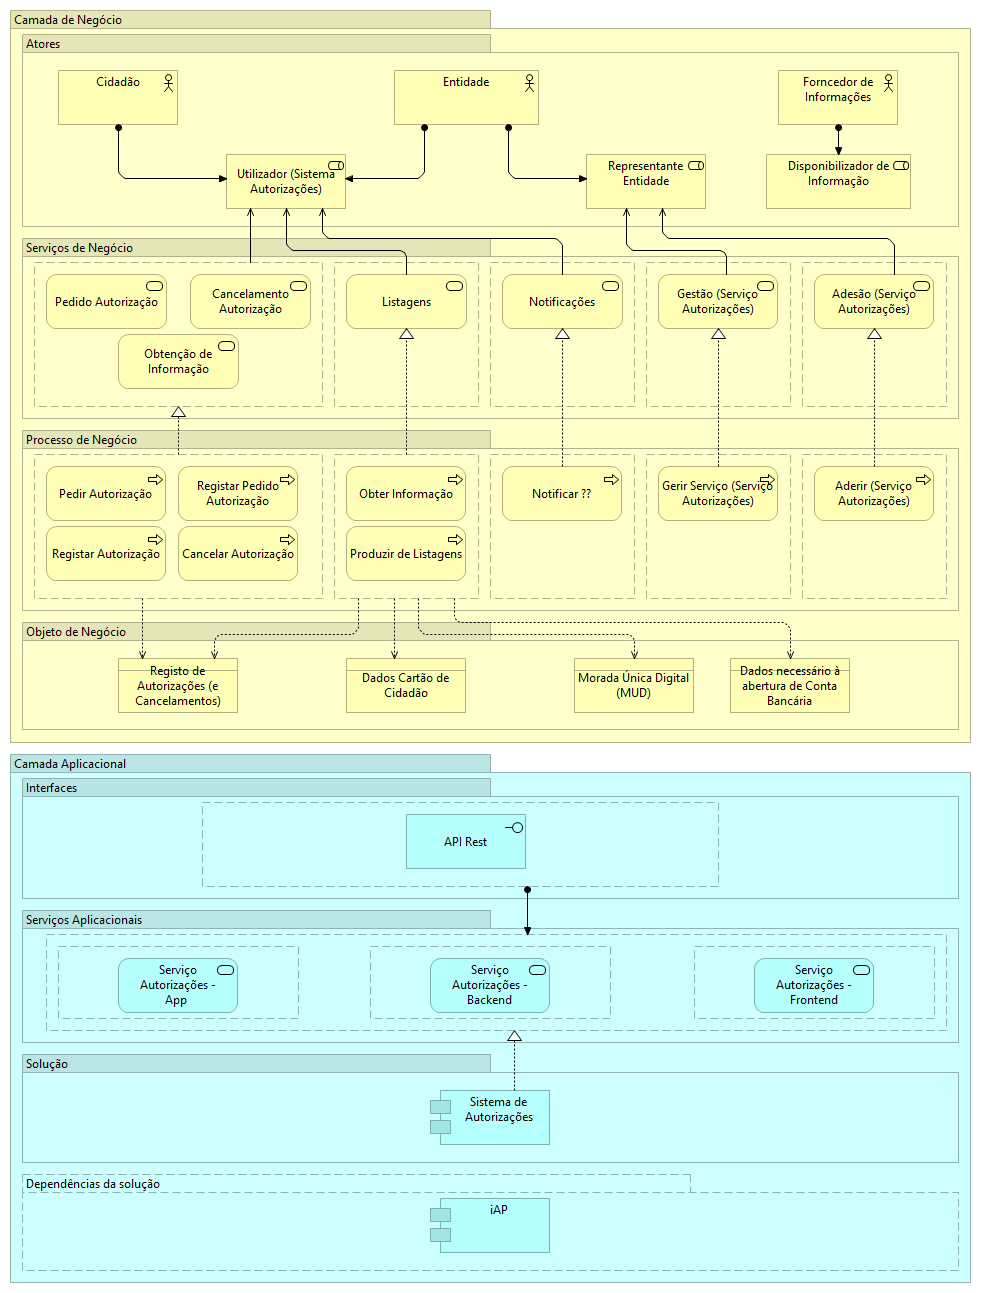 Camada de Negócio
Atores
Cidadão
Entidade
Forncedor de
Informações
Utilizador (Sistema
Autorizações)
Representante
Entidade
Disponibilizador de
Informação
Serviços de Negócio
Pedido Autorização
Cancelamento
Autorização
Listagens
Notificações
Gestão (Serviço
Autorizações)
Adesão (Serviço
Autorizações)
Obtenção de
Informação
Processo de Negócio
Pedir Autorização
Registar Pedido
Autorização
Obter Informação
Notificar ??
Gerir Serviço (Serviço
Autorizações)
Aderir (Serviço
Autorizações)
Registar Autorização
Cancelar Autorização
Produzir de Listagens
Objeto de Negócio
Registo de
Autorizações (e
Cancelamentos)
Dados Cartão de
Cidadão
Morada Única Digital
(MUD)
Dados necessário à
abertura de Conta
Bancária
Camada Aplicacional
Interfaces
API Rest
Serviços Aplicacionais
Serviço
Autorizações -
App
Serviço
Autorizações -
Backend
Serviço
Autorizações -
Frontend
Solução
Sistema de
Autorizações
Dependências da solução
iAP